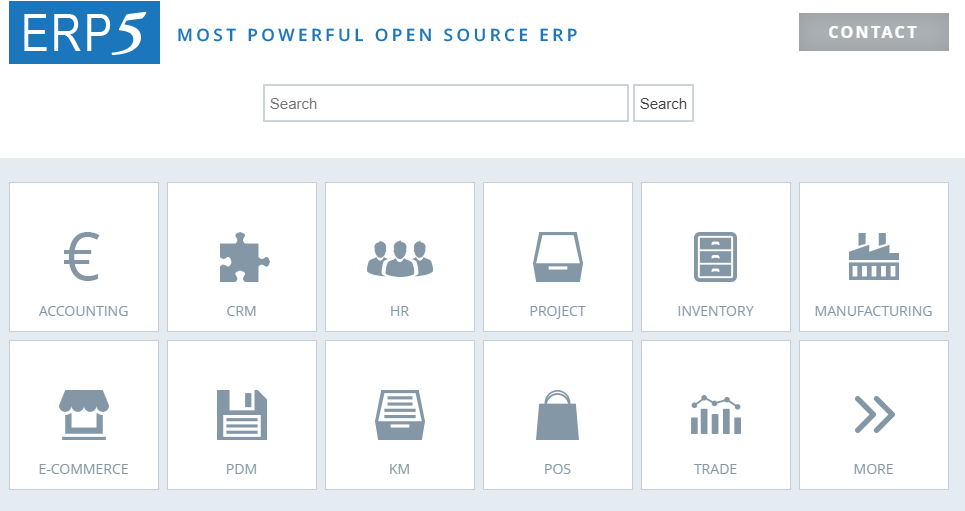 ERP5
MOST POWERFUL OPEN SOURCE ERP
CONTACT
Search
Search
€
ACCOUNTING
CRM
HR
PROJECT
INVENTORY
MANUFACTURING
E-COMMERCE
PDM
KM
POS
TRADE
MORE